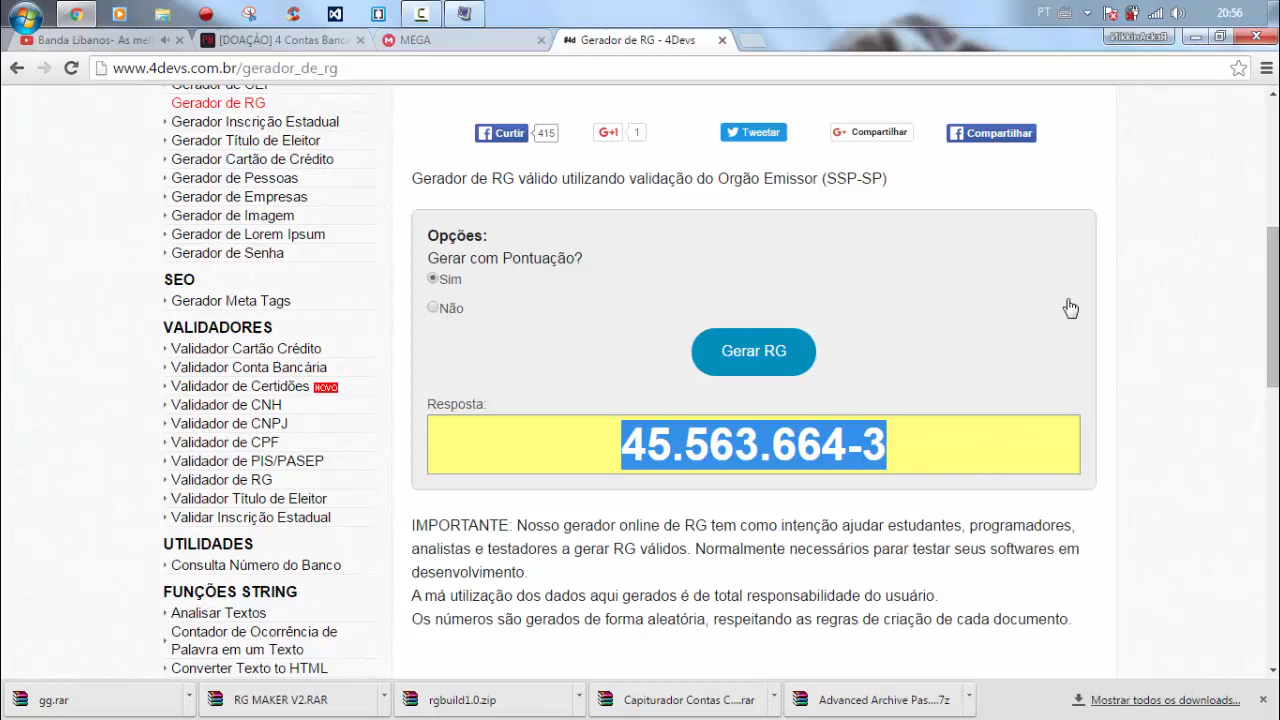 PT
20:56
Banda Líbanos- As mel
[DOAÇÃO] 4 Contas Banc
MEGA
Gerador de RG - 4Devs
www.4devs.com.br/gerador_de_rg
Gerador de RG
Gerador Inscrição Estadual
Gerador Título de Eleitor
Gerador Cartão de Crédito
Gerador de Pessoas
Gerador de Empresas
Gerador de Imagem
Gerador de Lorem Ipsum
Gerador de Senha
SEO
Gerador Meta Tags
VALIDADORES
Validador Cartão Crédito
Validador Conta Bancária
Validador de Certidões NOVO
Validador de CNH
Validador de CNPJ
Validador de CPF
Validador de PIS/PASEP
Validador de RG
Validador Título de Eleitor
Validar Inscrição Estadual
UTILIDADES
Consulta Número do Banco
FUNÇÕES STRING
Analisar Textos
Contador de Ocorrência de
Palavra em um Texto
Converter Texto to HTML
Curtir 415
G+1 1
Tweetar
G+ Compartilhar
Compartilhar
Gerador de RG válido utilizando validação do Orgão Emissor (SSP-SP)
Opções:
Gerar com Pontuação?
Sim
Não
Gerar RG
Resposta:
45.563.664-3
IMPORTANTE: Nosso gerador online de RG tem como intenção ajudar estudantes, programadores,
analistas e testadores a gerar RG válidos. Normalmente necessários parar testar seus softwares em
desenvolvimento.
A má utilização dos dados aqui gerados é de total responsabilidade do usuário.
Os números são gerados de forma aleatória, respeitando as regras de criação de cada documento.
gg.rar
RG MAKER V2.RAR
rgbuild1.0.zip
Capiturador Contas C....rar
Advanced Archive Pas....7z
Mostrar todos os downloads...